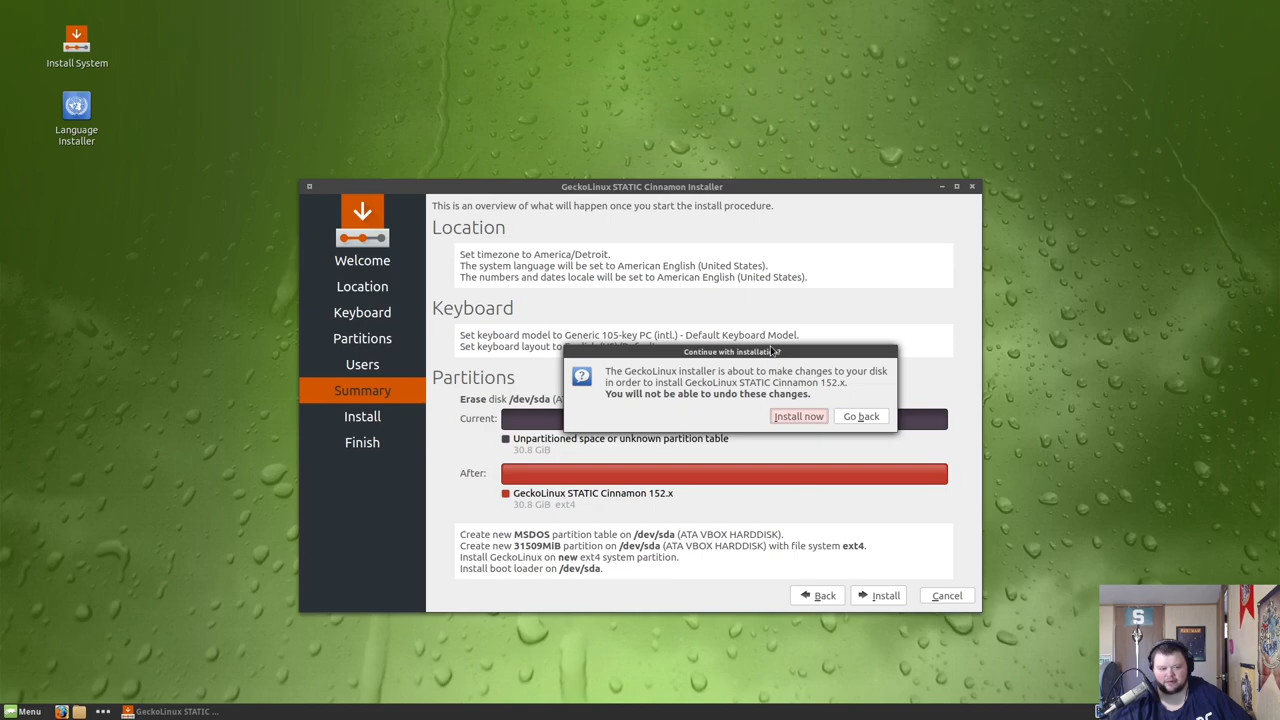 Install System
Language
Installer
GeckoLinux STATIC Cinnamon Installer
Welcome
Location
Keyboard
Partitions
Users
Summary
Install
Finish
This is an overview of what will happen once you start the install procedure.
Location
Set timezone to America/Detroit.
The system language will be set to American English (United States).
The numbers and dates locale will be set to American English (United States).
Keyboard
Set keyboard model to Generic 105-key PC (intl.) - Default Keyboard Model.
Set keyboard layout to
Continue with installation?
The GeckoLinux installer is about to make changes to your disk
in order to install GeckoLinux STATIC Cinnamon 152.x.
You will not be able to undo these changes.
Install now
Go back
Partitions
Erase disk /dev/sda
Current:
Unpartitioned space or unknown partition table
30.8 GiB
After:
GeckoLinux STATIC Cinnamon 152.x
30.8 GiB ext4
Create new MSDOS partition table on /dev/sda (ATA VBOX HARDDISK).
Create new 31509MiB partition on /dev/sda (ATA VBOX HARDDISK) with file system ext4.
Install GeckoLinux on new ext4 system partition.
Install boot loader on /dev/sda.
Back
Install
Cancel
S
Menu
GeckoLinux STATIC ...